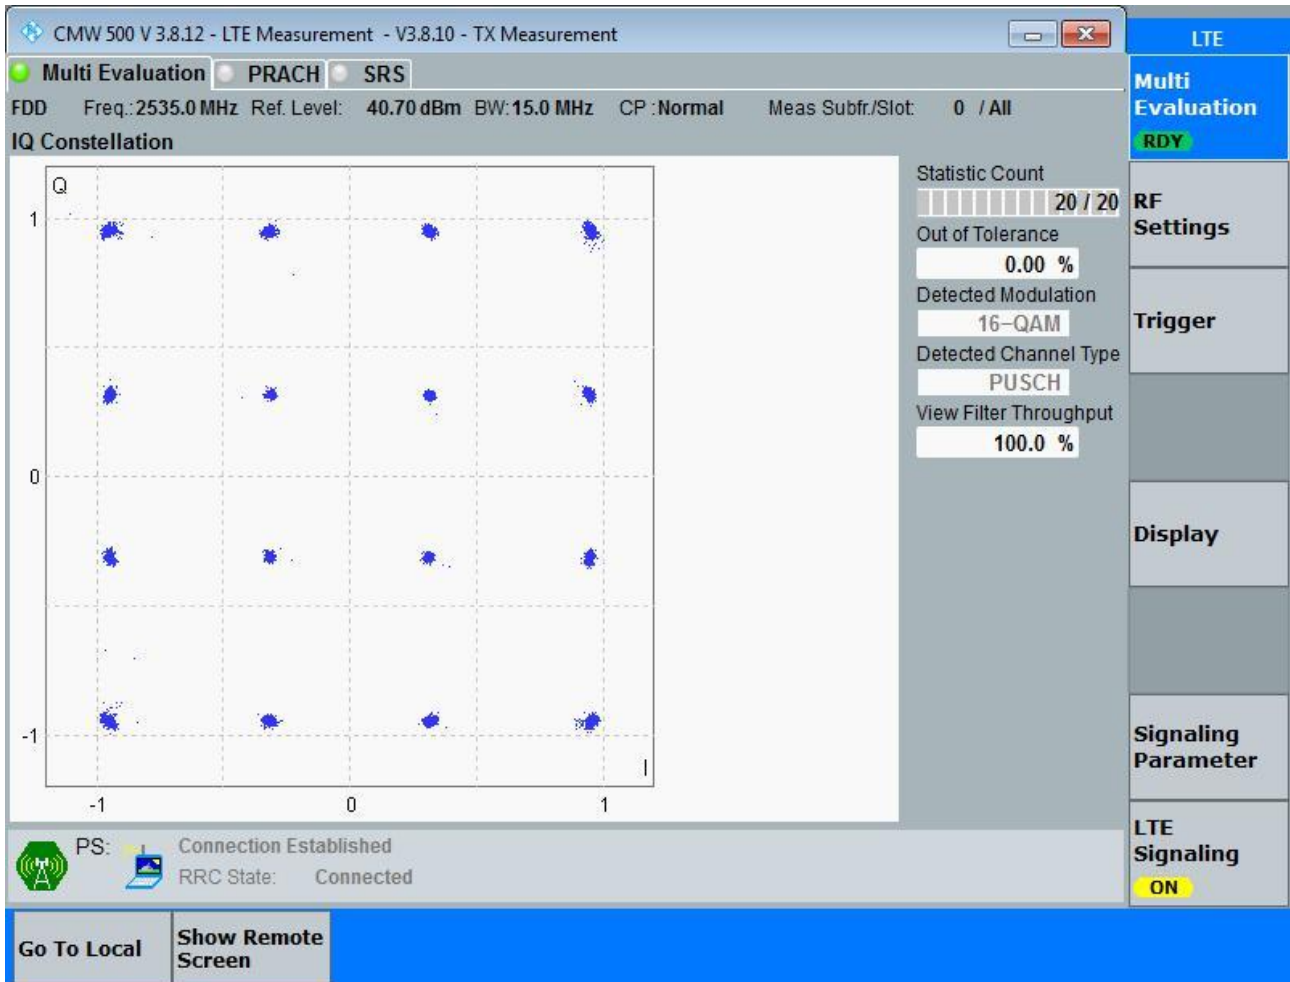 CMW 500 V 3.8.12 - LTE Measurement - V3.8.10 - TX Measurement
LTE
Multi Evaluation PRACH SRS
FDD Freq.: 2535.0 MHz Ref. Level: 40.70 dBm BW: 15.0 MHz CP : Normal Meas Subfr./Slot: 0 / All
IQ Constellation
Q
1
0
-1
I
-1 0 1
Statistic Count
20 / 20
Out of Tolerance
0.00 %
Detected Modulation
16-QAM
Detected Channel Type
PUSCH
View Filter Throughput
100.0 %
Multi
Evaluation
RDY
RF
Settings
Trigger
Display
Signaling
Parameter
LTE
Signaling
ON
PS: Connection Established
RRC State: Connected
Go To Local
Show Remote
Screen